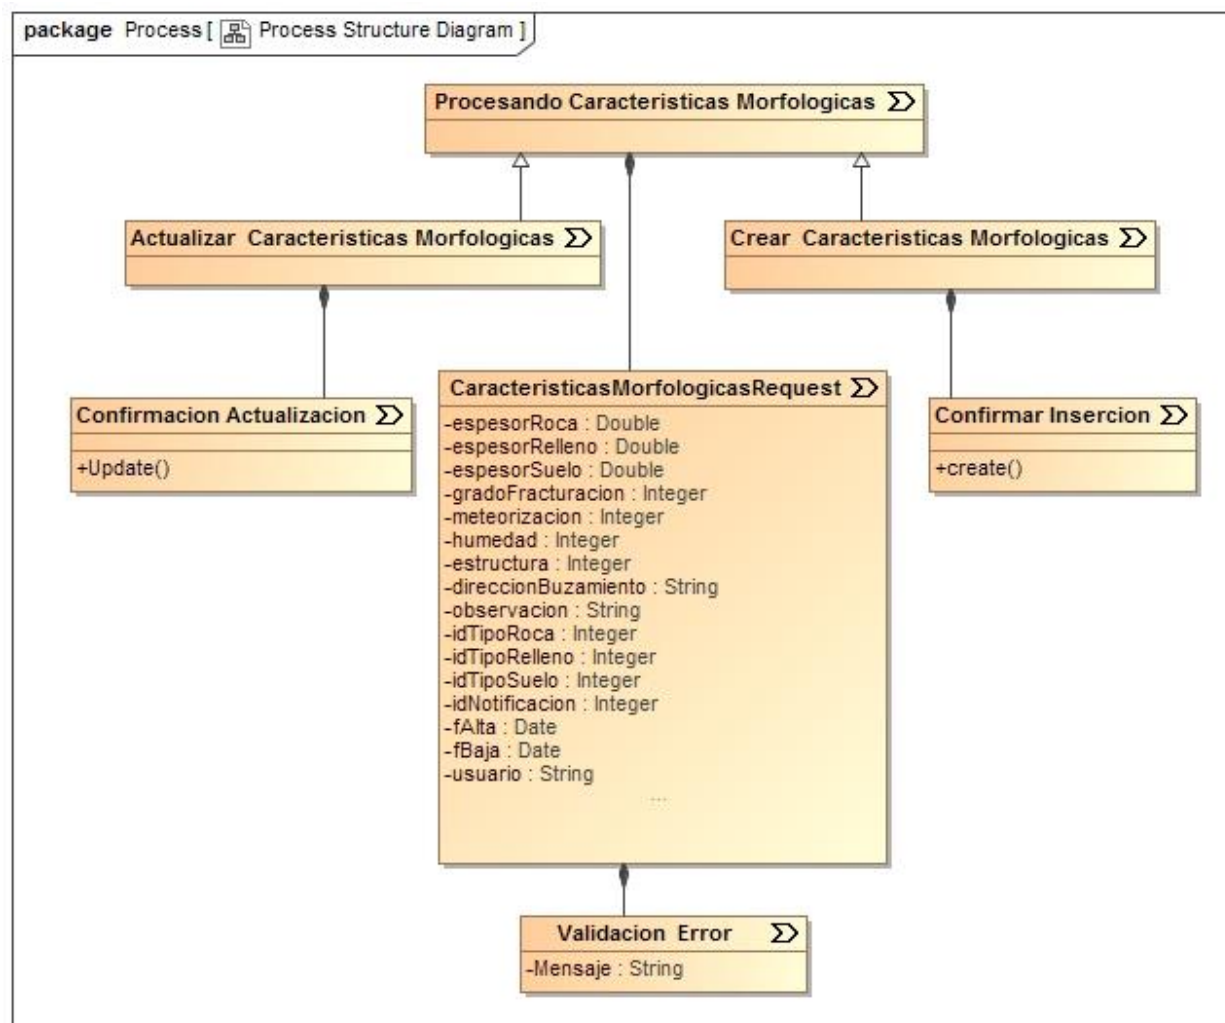 package Process [ Process Structure Diagram ]
Procesando Caracteristicas Morfologicas
Actualizar Caracteristicas Morfologicas
Crear Caracteristicas Morfologicas
Confirmacion Actualizacion
+Update()
CaracteristicasMorfologicasRequest
-espesorRoca : Double
-espesorRelleno : Double
-espesorSuelo : Double
-gradoFracturacion : Integer
-meteorizacion : Integer
-humedad : Integer
-estructura : Integer
-direccionBuzamiento : String
-observacion : String
-idTipoRoca : Integer
-idTipoRelleno : Integer
-idTipoSuelo : Integer
-idNotificacion : Integer
-fAlta : Date
-fBaja : Date
-usuario : String
...
Confirmar Insercion
+create()
Validacion Error
-Mensaje : String